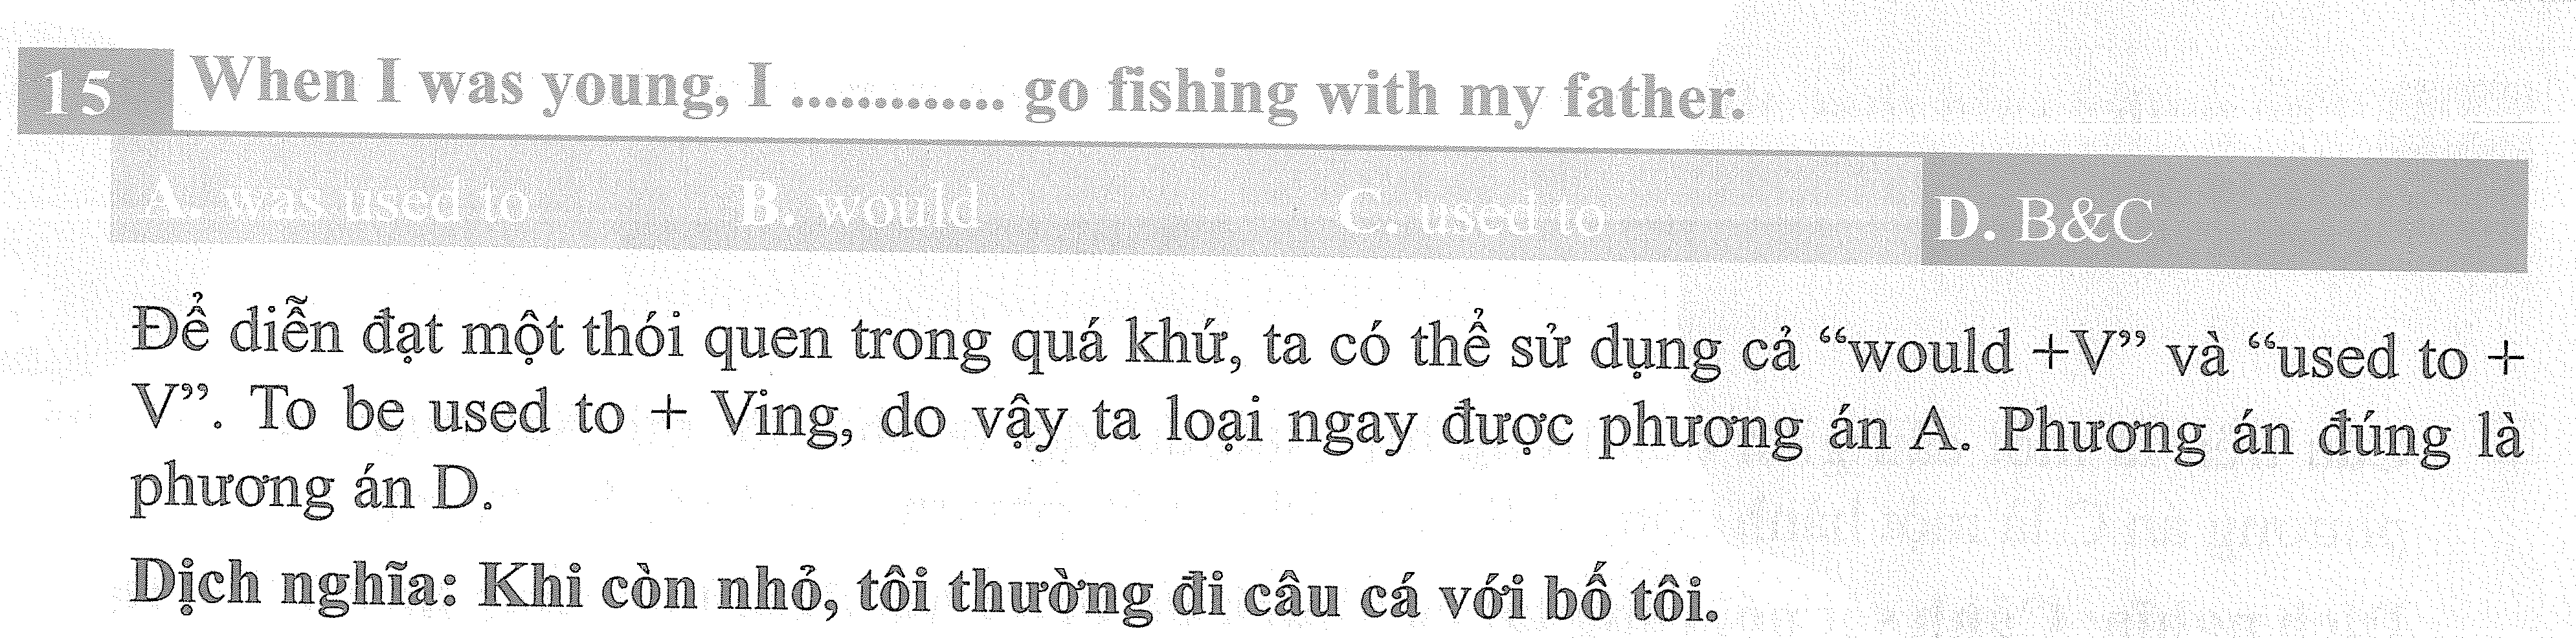 15 When I was young, I ............. go fishing with my father.
A. was used to B. would C. used to D. B&C
Để diễn đạt một thói quen trong quá khứ, ta có thể sử dụng cả “would +V” và “used to +
V”. To be used to + Ving, do vậy ta loại ngay được phương án A. Phương án đúng là
phương án D.
Dịch nghĩa: Khi còn nhỏ, tôi thường đi câu cá với bố tôi.